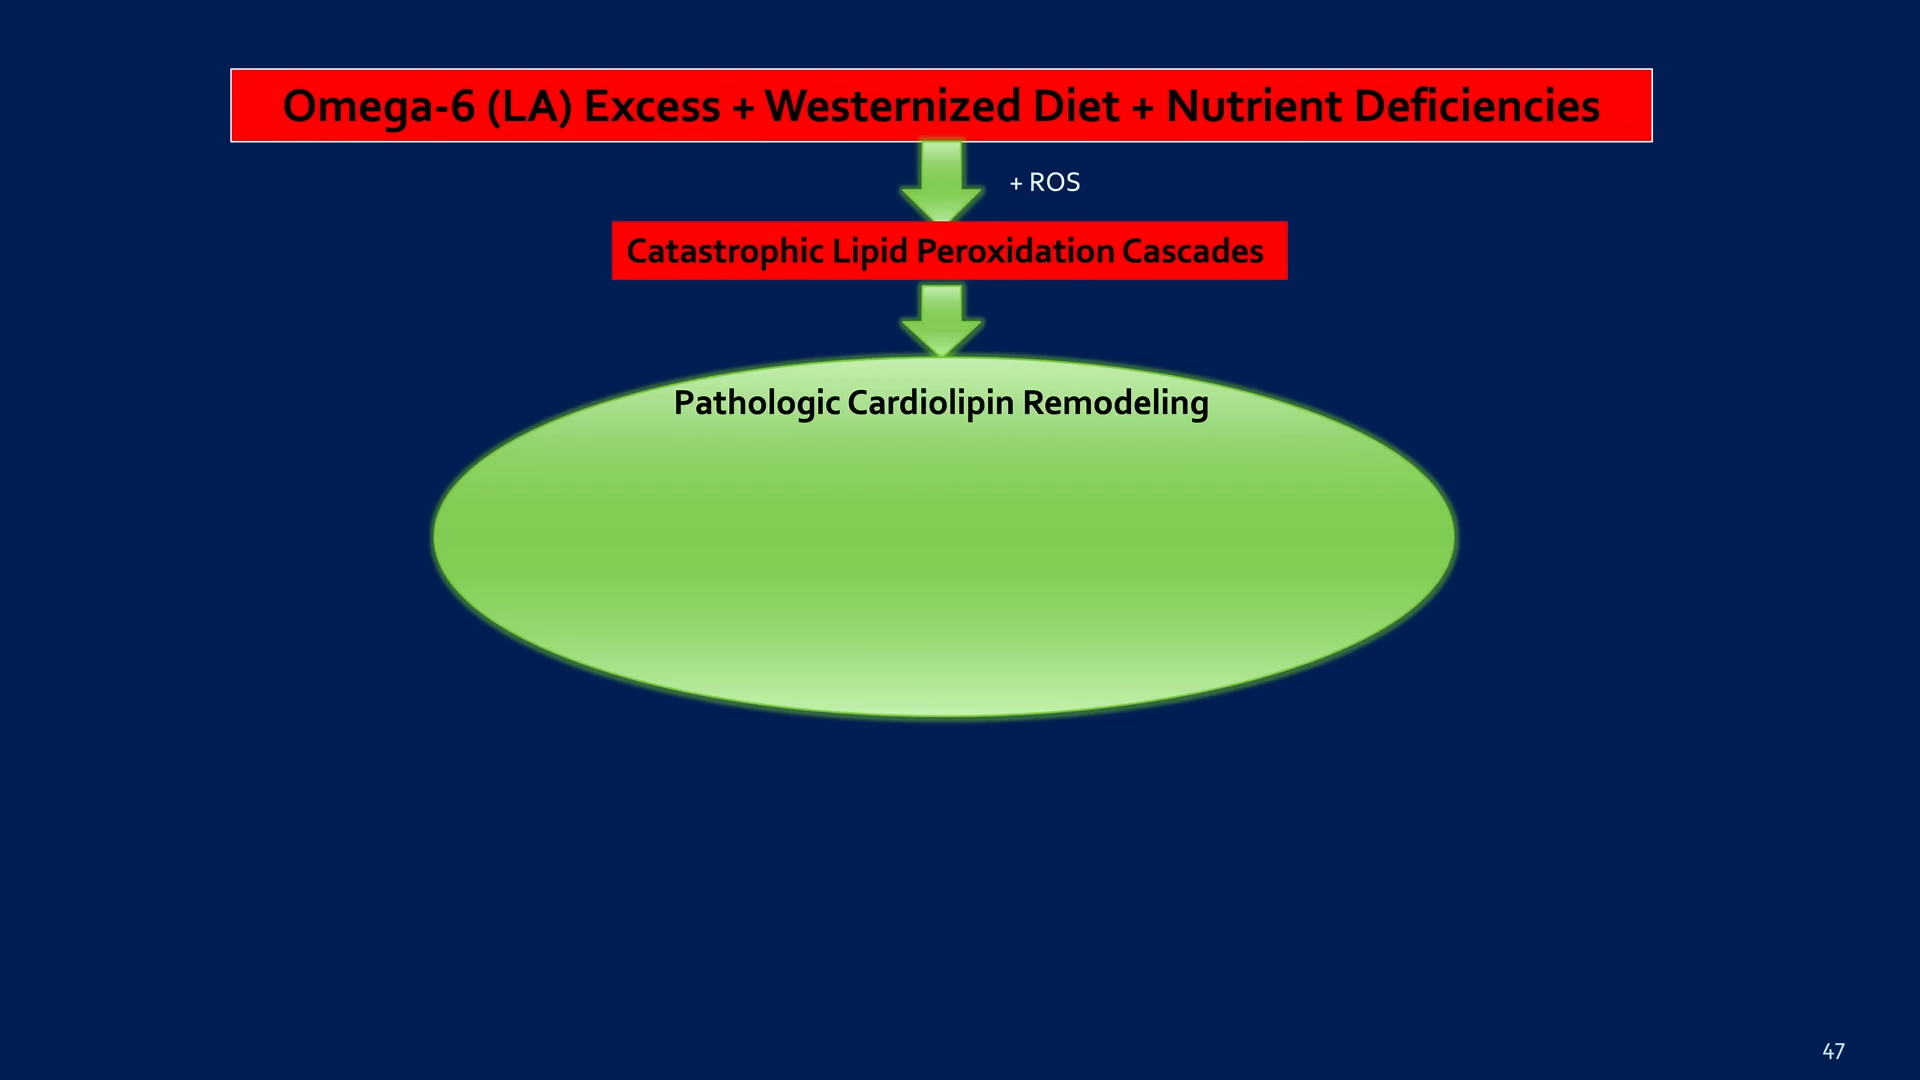 Omega-6 (LA) Excess + Westernized Diet + Nutrient Deficiencies
+ ROS
Catastrophic Lipid Peroxidation Cascades
Pathologic Cardiolipin Remodeling
47